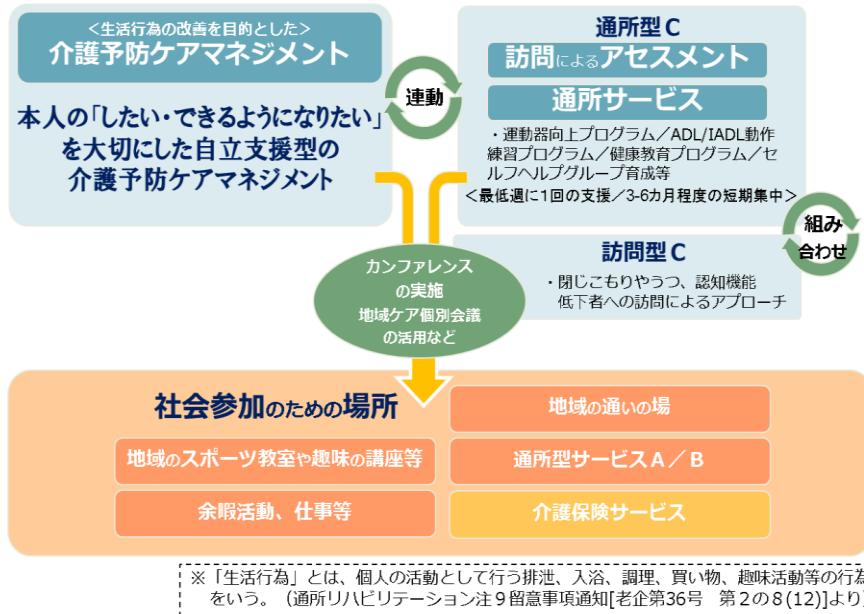 <生活行為の改善を目的とした>
介護予防ケアマネジメント
本人の「したい・できるようになりたい」
を大切にした自立支援型の
介護予防ケアマネジメント
連動
通所型C
訪問によるアセスメント
通所サービス
・運動器向上プログラム/ADL/IADL動作
練習プログラム/健康教育プログラム/セ
ルフヘルプグループ育成等
<最低週に1回の支援/3-6カ月程度の短期集中>
組み
合わせ
訪問型C
・閉じこもりやうつ、認知機能
低下者への訪問によるアプローチ
カンファレンス
の実施
地域ケア個別会議
の活用など
社会参加のための場所
地域の通いの場
地域のスポーツ教室や趣味の講座等
通所型サービスA/B
余暇活動、仕事等
介護保険サービス
※「生活行為」とは、個人の活動として行う排泄、入浴、調理、買い物、趣味活動等の行為
をいう。(通所リハビリテーション注9留意事項通知[老企第36号 第2の8(12)]より